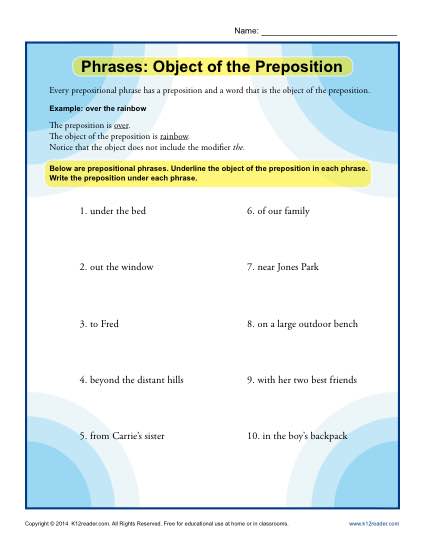 Name: ______________________
Phrases: Object of the Preposition
Every prepositional phrase has a preposition and a word that is the object of the preposition.
Example: over the rainbow
The preposition is over.
The object of the preposition is rainbow.
Notice that the object does not include the modifier the.
Below are prepositional phrases. Underline the object of the preposition in each phrase.
Write the preposition under each phrase.
1. under the bed
2. out the window
3. to Fred
4. beyond the distant hills
5. from Carrie's sister
6. of our family
7. near Jones Park
8. on a large outdoor bench
9. with her two best friends
10. in the boy's backpack
Copyright © 2014 K12reader.com. All Rights Reserved. Free for educational use at home or in classrooms.
www.k12reader.com